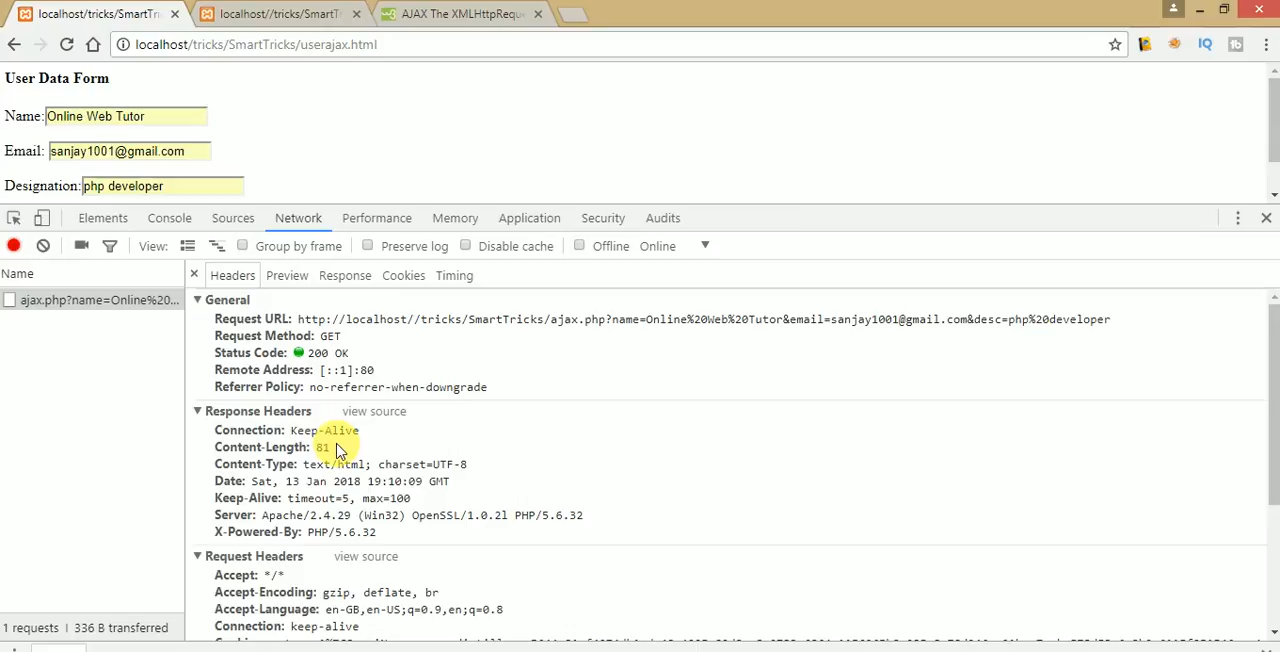 localhost/tricks/SmartTri
localhost//tricks/SmartT
AJAX The XMLHttpReque
localhost/tricks/SmartTricks/userajax.html
IQ
User Data Form
Name: Online Web Tutor
Email: sanjay1001@gmail.com
Designation: php developer
Elements Console Sources Network Performance Memory Application Security Audits
View: Group by frame Preserve log Disable cache Offline Online
Name
Headers Preview Response Cookies Timing
ajax.php?name=Online%20...
General
Request URL: http://localhost//tricks/SmartTricks/ajax.php?name=Online%20Web%20Tutor&email=sanjay1001@gmail.com&desc=php%20developer
Request Method: GET
Status Code: 200 OK
Remote Address: [::1]:80
Referrer Policy: no-referrer-when-downgrade
Response Headers view source
Connection: Keep-Alive
Content-Length: 81
Content-Type: text/html; charset=UTF-8
Date: Sat, 13 Jan 2018 19:10:09 GMT
Keep-Alive: timeout=5, max=100
Server: Apache/2.4.29 (Win32) OpenSSL/1.0.2l PHP/5.6.32
X-Powered-By: PHP/5.6.32
Request Headers view source
Accept: */*
Accept-Encoding: gzip, deflate, br
Accept-Language: en-GB,en-US;q=0.9,en;q=0.8
Connection: keep-alive
1 requests | 336 B transferred